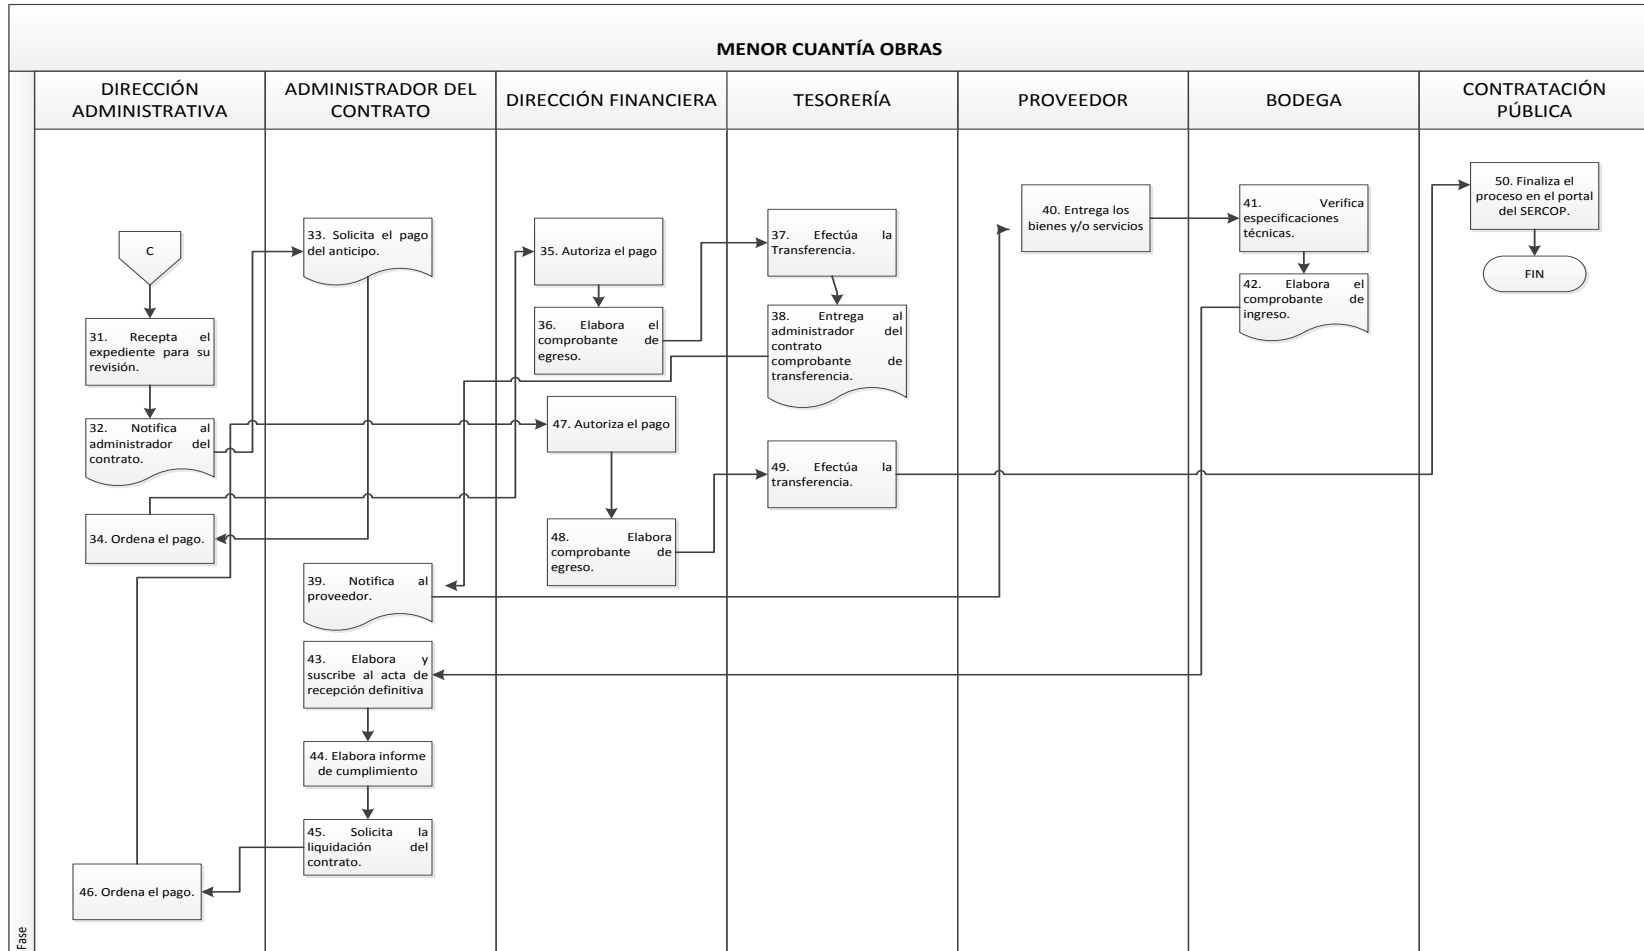 MENOR CUANTÍA OBRAS
DIRECCIÓN
ADMINISTRATIVA
ADMINISTRADOR DEL
CONTRATO
DIRECCIÓN FINANCIERA
TESORERÍA
PROVEEDOR
BODEGA
CONTRATACIÓN
PÚBLICA
C
31. Recepta el
expediente para su
revisión.
32. Notifica al
administrador del
contrato.
33. Solicita el pago
del anticipo.
34. Ordena el pago.
35. Autoriza el pago
36. Elabora el
comprobante de
egreso.
37. Efectúa la
Transferencia.
38. Entrega al
administrador del
contrato
comprobante de
transferencia.
39. Notifica al
proveedor.
40. Entrega los
bienes y/o servicios
41. Verifica
especificaciones
técnicas.
42. Elabora el
comprobante de
ingreso.
43. Elabora y
suscribe al acta de
recepción definitiva
44. Elabora informe
de cumplimiento
45. Solicita la
liquidación del
contrato.
46. Ordena el pago.
47. Autoriza el pago
48. Elabora
comprobante de
egreso.
49. Efectúa la
transferencia.
50. Finaliza el
proceso en el portal
del SERCOP.
FIN
Fase